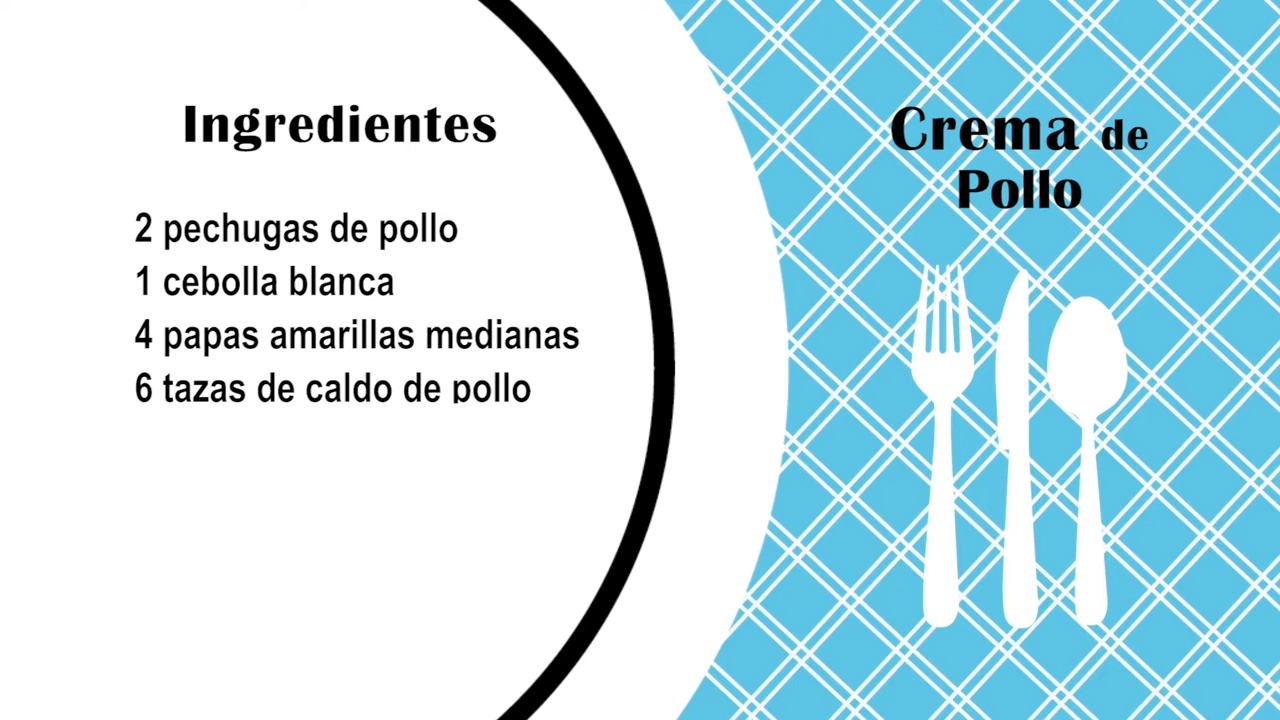 Ingredientes
2 pechugas de pollo
1 cebolla blanca
4 papas amarillas medianas
6 tazas de caldo de pollo
Crema de
Pollo